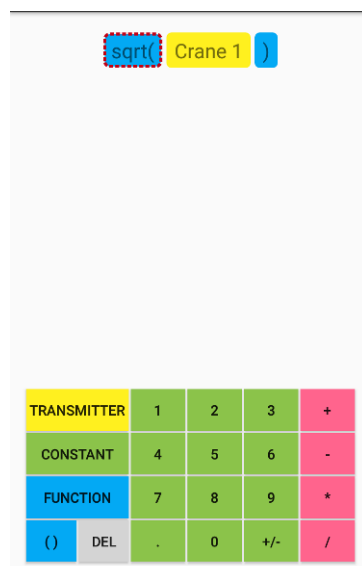 sqrt( Crane 1 )
TRANSMITTER 1 2 3 +
CONSTANT 4 5 6 -
FUNCTION 7 8 9 *
( ) DEL . 0 +/- /